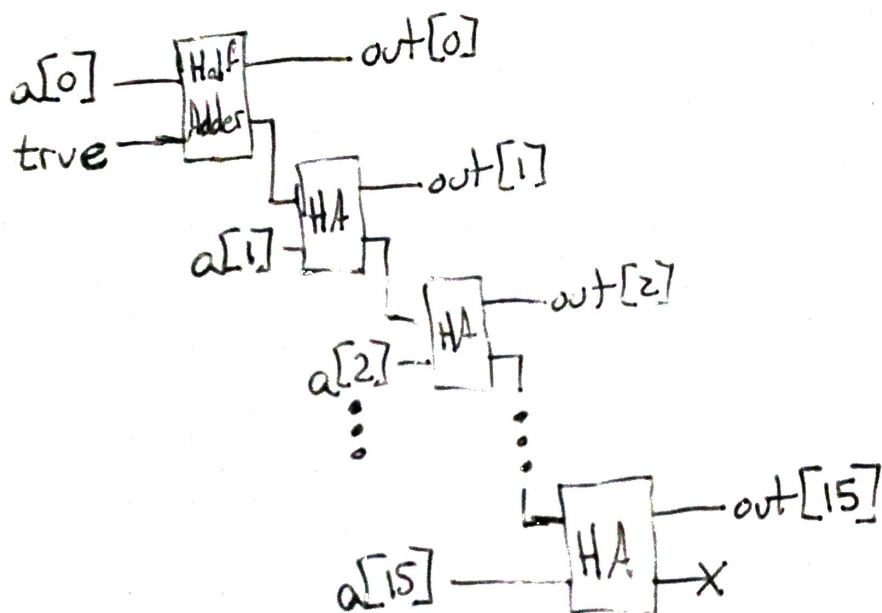 a[0]
Half
Adder
out[0]
true
HA
out[1]
a[1]
HA
out[2]
a[2]
HA
out[15]
a[15]
X